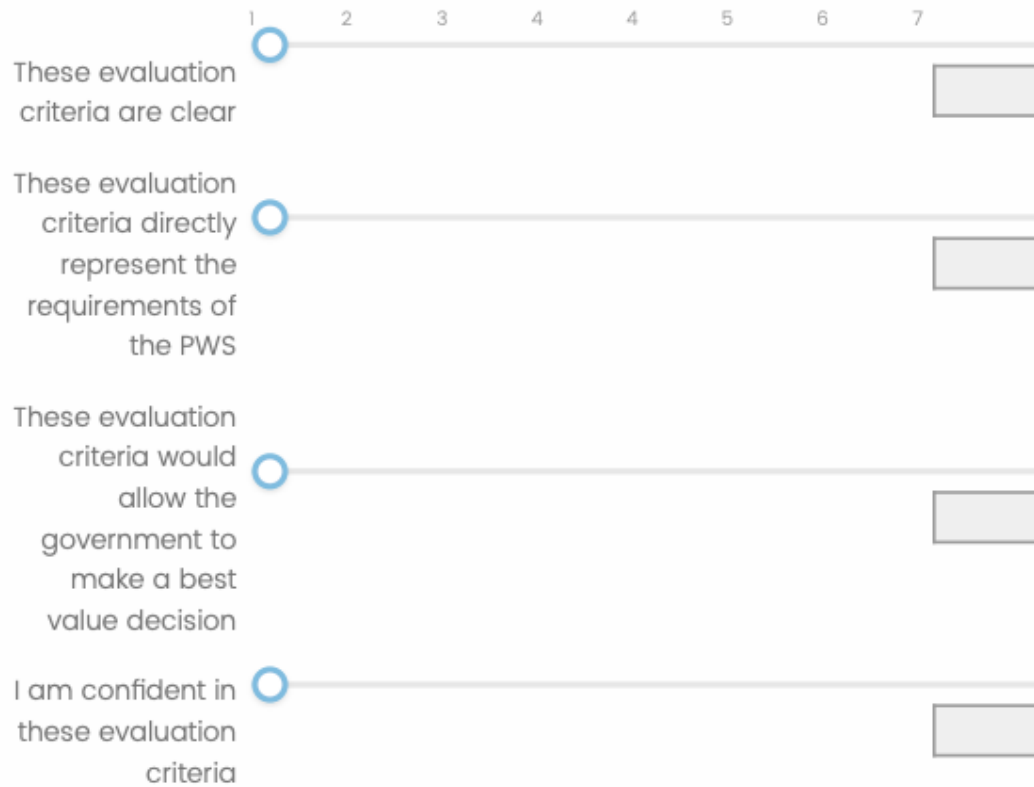 1 2 3 4 4 5 6 7
These evaluation
criteria are clear
These evaluation
criteria directly
represent the
requirements of
the PWS
These evaluation
criteria would
allow the
government to
make a best
value decision
I am confident in
these evaluation
criteria